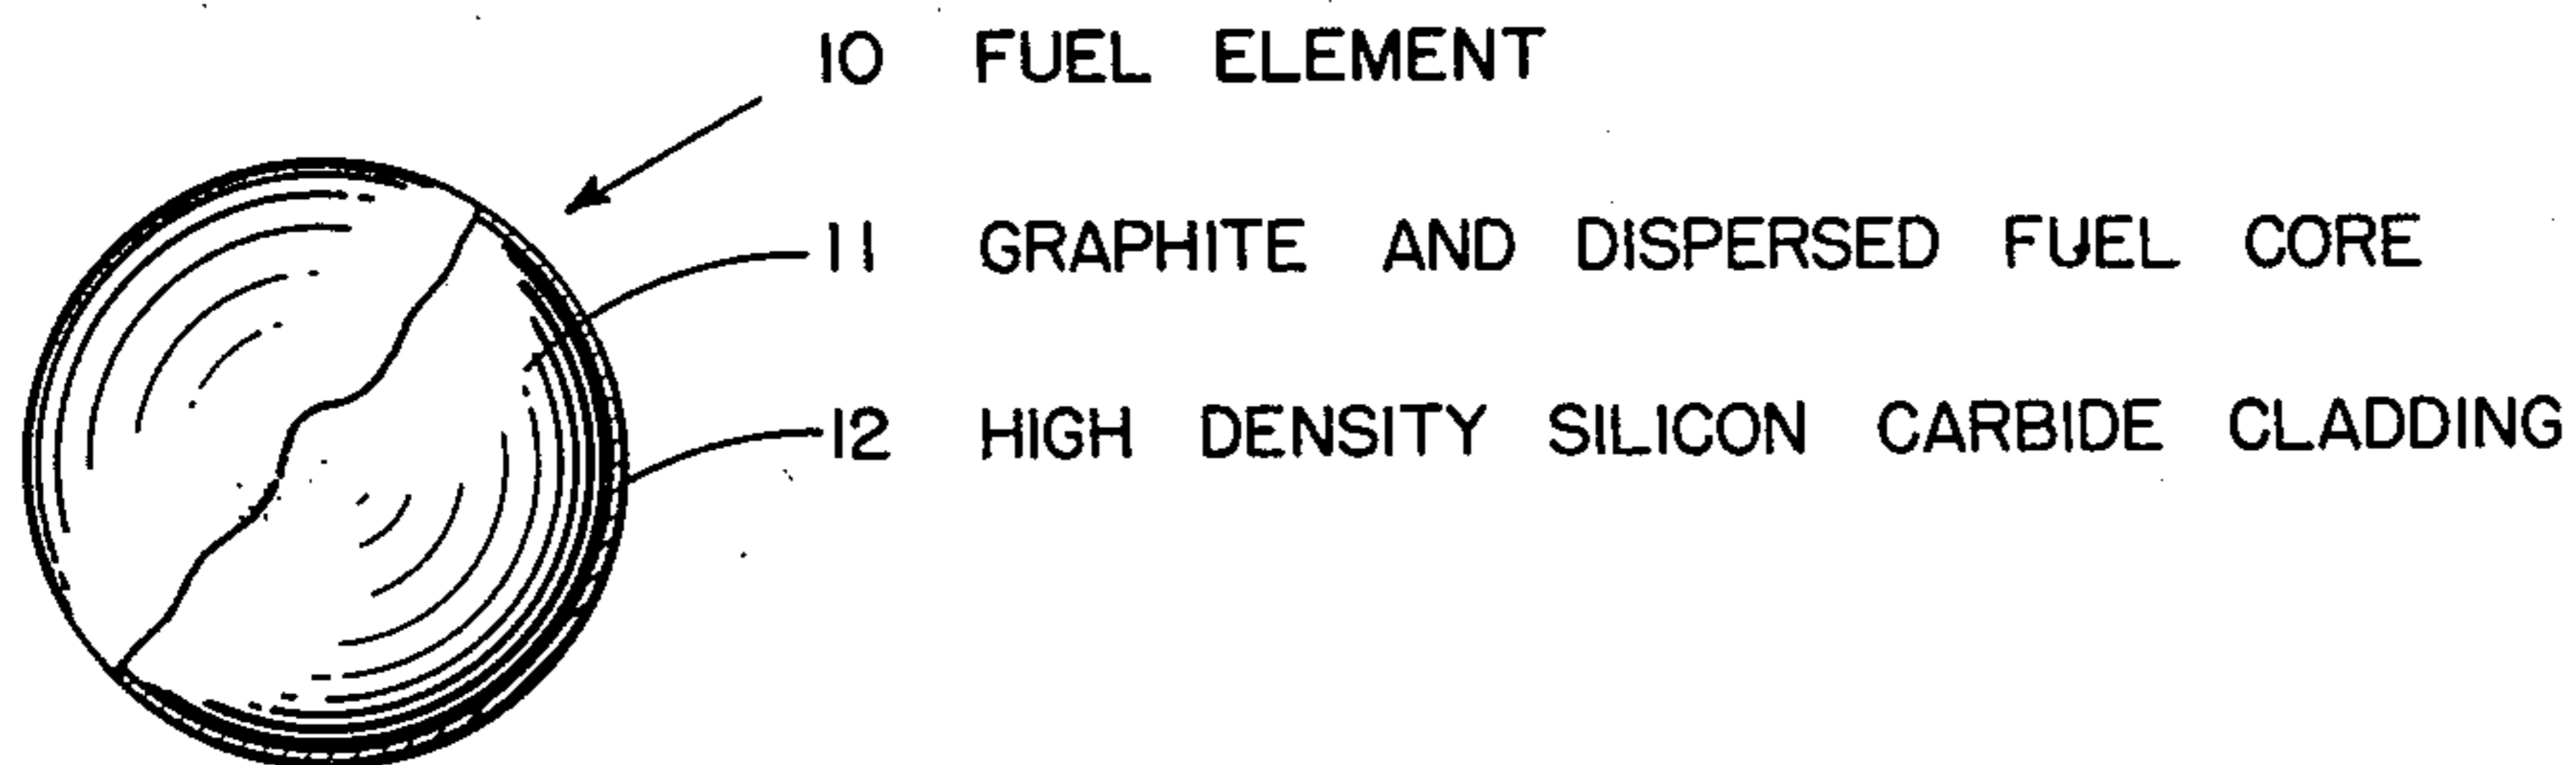 10 FUEL ELEMENT
11 GRAPHITE AND DISPERSED FUEL CORE
12 HIGH DENSITY SILICON CARBIDE CLADDING